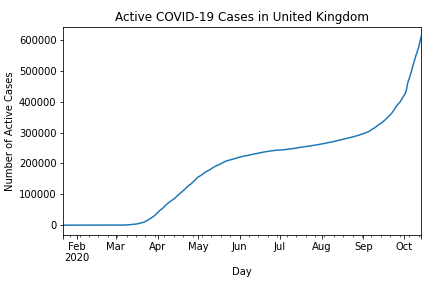 Active COVID-19 Cases in United Kingdom
600000
500000
400000
300000
200000
100000
0
Number of Active Cases
Feb Mar Apr May Jun Jul Aug Sep Oct
2020
Day